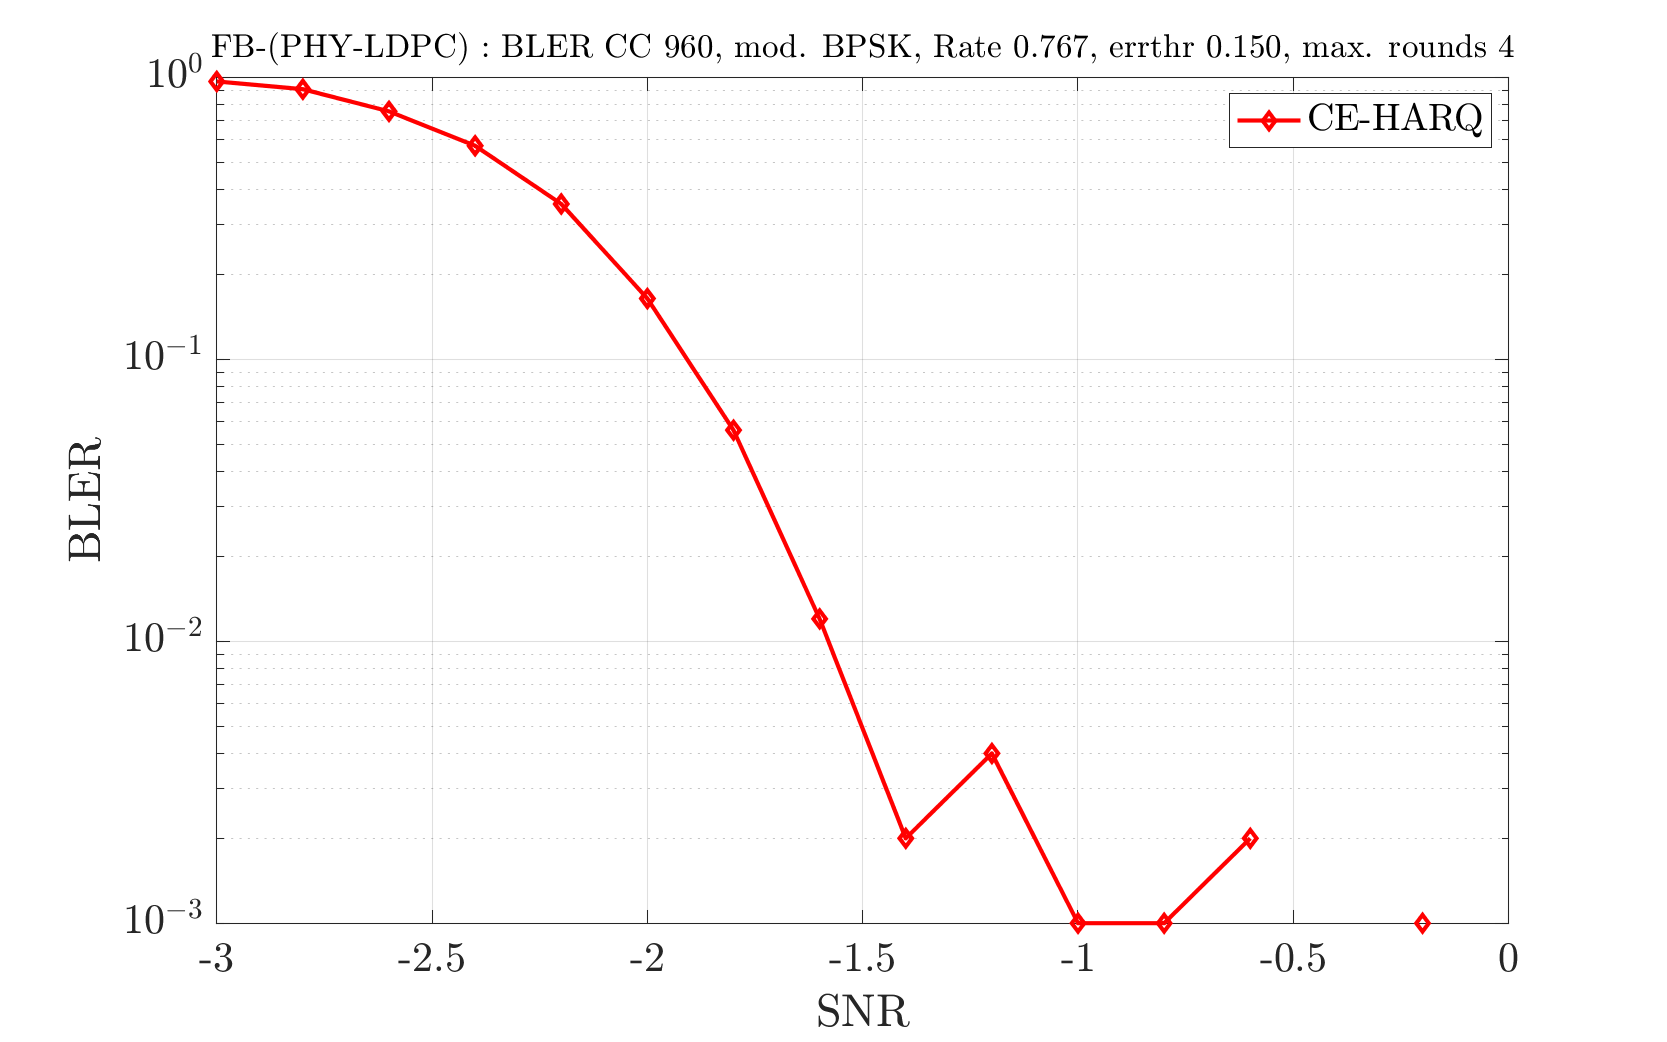 FB-(PHY-LDPC) : BLER CC 960, mod. BPSK, Rate 0.767, errthr 0.150, max. rounds 4
10^0
CE-HARQ
10^-1
BLER
10^-2
10^-3
-3 -2.5 -2 -1.5 -1 -0.5 0
SNR